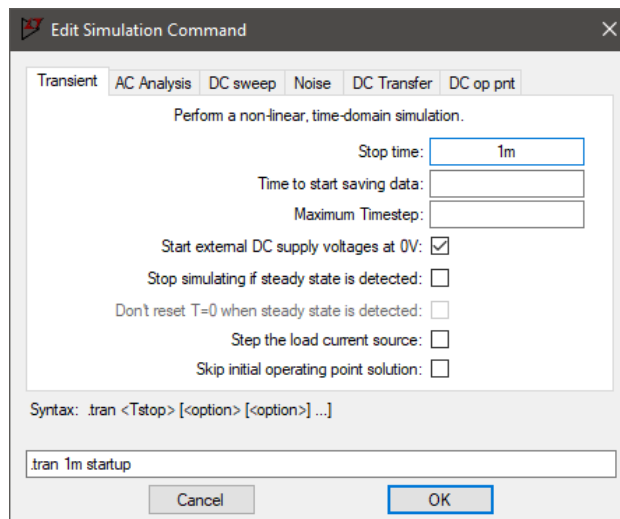 Edit Simulation Command
Transient AC Analysis DC sweep Noise DC Transfer DC op pnt
Perform a non-linear, time-domain simulation.
Stop time: 1m
Time to start saving data:
Maximum Timestep:
Start external DC supply voltages at 0V:
Stop simulating if steady state is detected:
Don't reset T=0 when steady state is detected:
Step the load current source:
Skip initial operating point solution:
Syntax: .tran <Tstop> [<option> [<option>] ...]
.tran 1m startup
Cancel OK